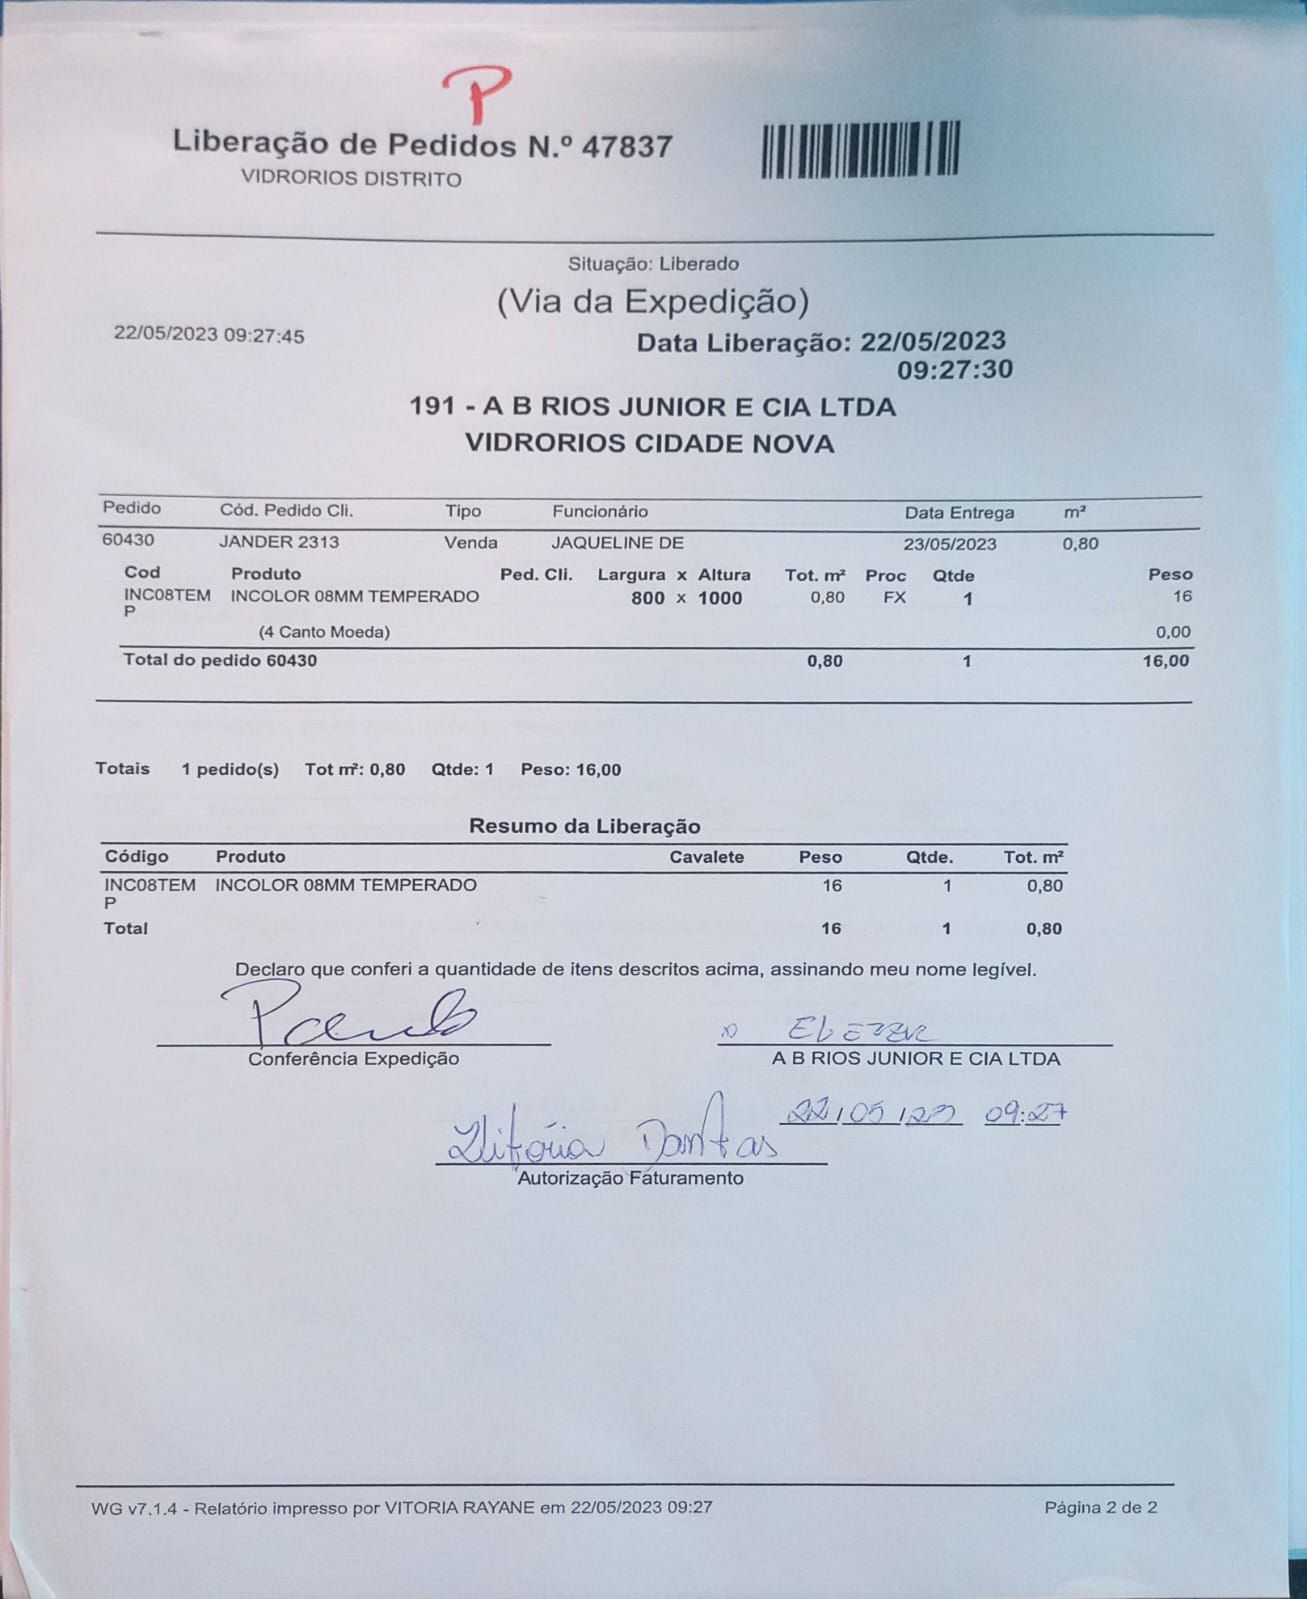 P
Liberação de Pedidos N.º 47837
VIDRORIOS DISTRITO
Situação: Liberado
(Via da Expedição)
22/05/2023 09:27:45
Data Liberação: 22/05/2023
09:27:30
191 - A B RIOS JUNIOR E CIA LTDA
VIDRORIOS CIDADE NOVA
Pedido Cód. Pedido Cli. Tipo Funcionário Data Entrega m²
60430 JANDER 2313 Venda JAQUELINE DE 23/05/2023 0,80
Cod Produto Ped. Cli. Largura x Altura Tot. m² Proc Qtde Peso
INC08TEM INCOLOR 08MM TEMPERADO 800 x 1000 0,80 FX 1 16
P
(4 Canto Moeda) 0,00
Total do pedido 60430 0,80 1 16,00
Totais 1 pedido(s) Tot m²: 0,80 Qtde: 1 Peso: 16,00
Resumo da Liberação
Código Produto Cavalete Peso Qtde. Tot. m²
INC08TEM INCOLOR 08MM TEMPERADO 16 1 0,80
P
Total 16 1 0,80
Declaro que conferi a quantidade de itens descritos acima, assinando meu nome legível.
Conferência Expedição
A B RIOS JUNIOR E CIA LTDA
22/05/23 09:27
Vitória Dantas
Autorização Faturamento
WG v7.1.4 - Relatório impresso por VITORIA RAYANE em 22/05/2023 09:27 Página 2 de 2